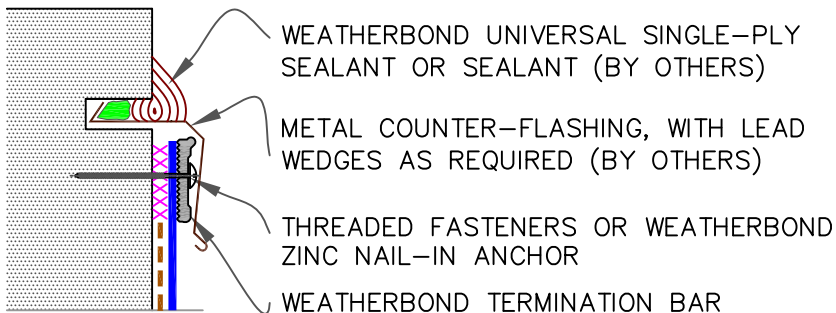 WEATHERBOND UNIVERSAL SINGLE-PLY
SEALANT OR SEALANT (BY OTHERS)
METAL COUNTER-FLASHING, WITH LEAD
WEDGES AS REQUIRED (BY OTHERS)
THREADED FASTENERS OR WEATHERBOND
ZINC NAIL-IN ANCHOR
WEATHERBOND TERMINATION BAR